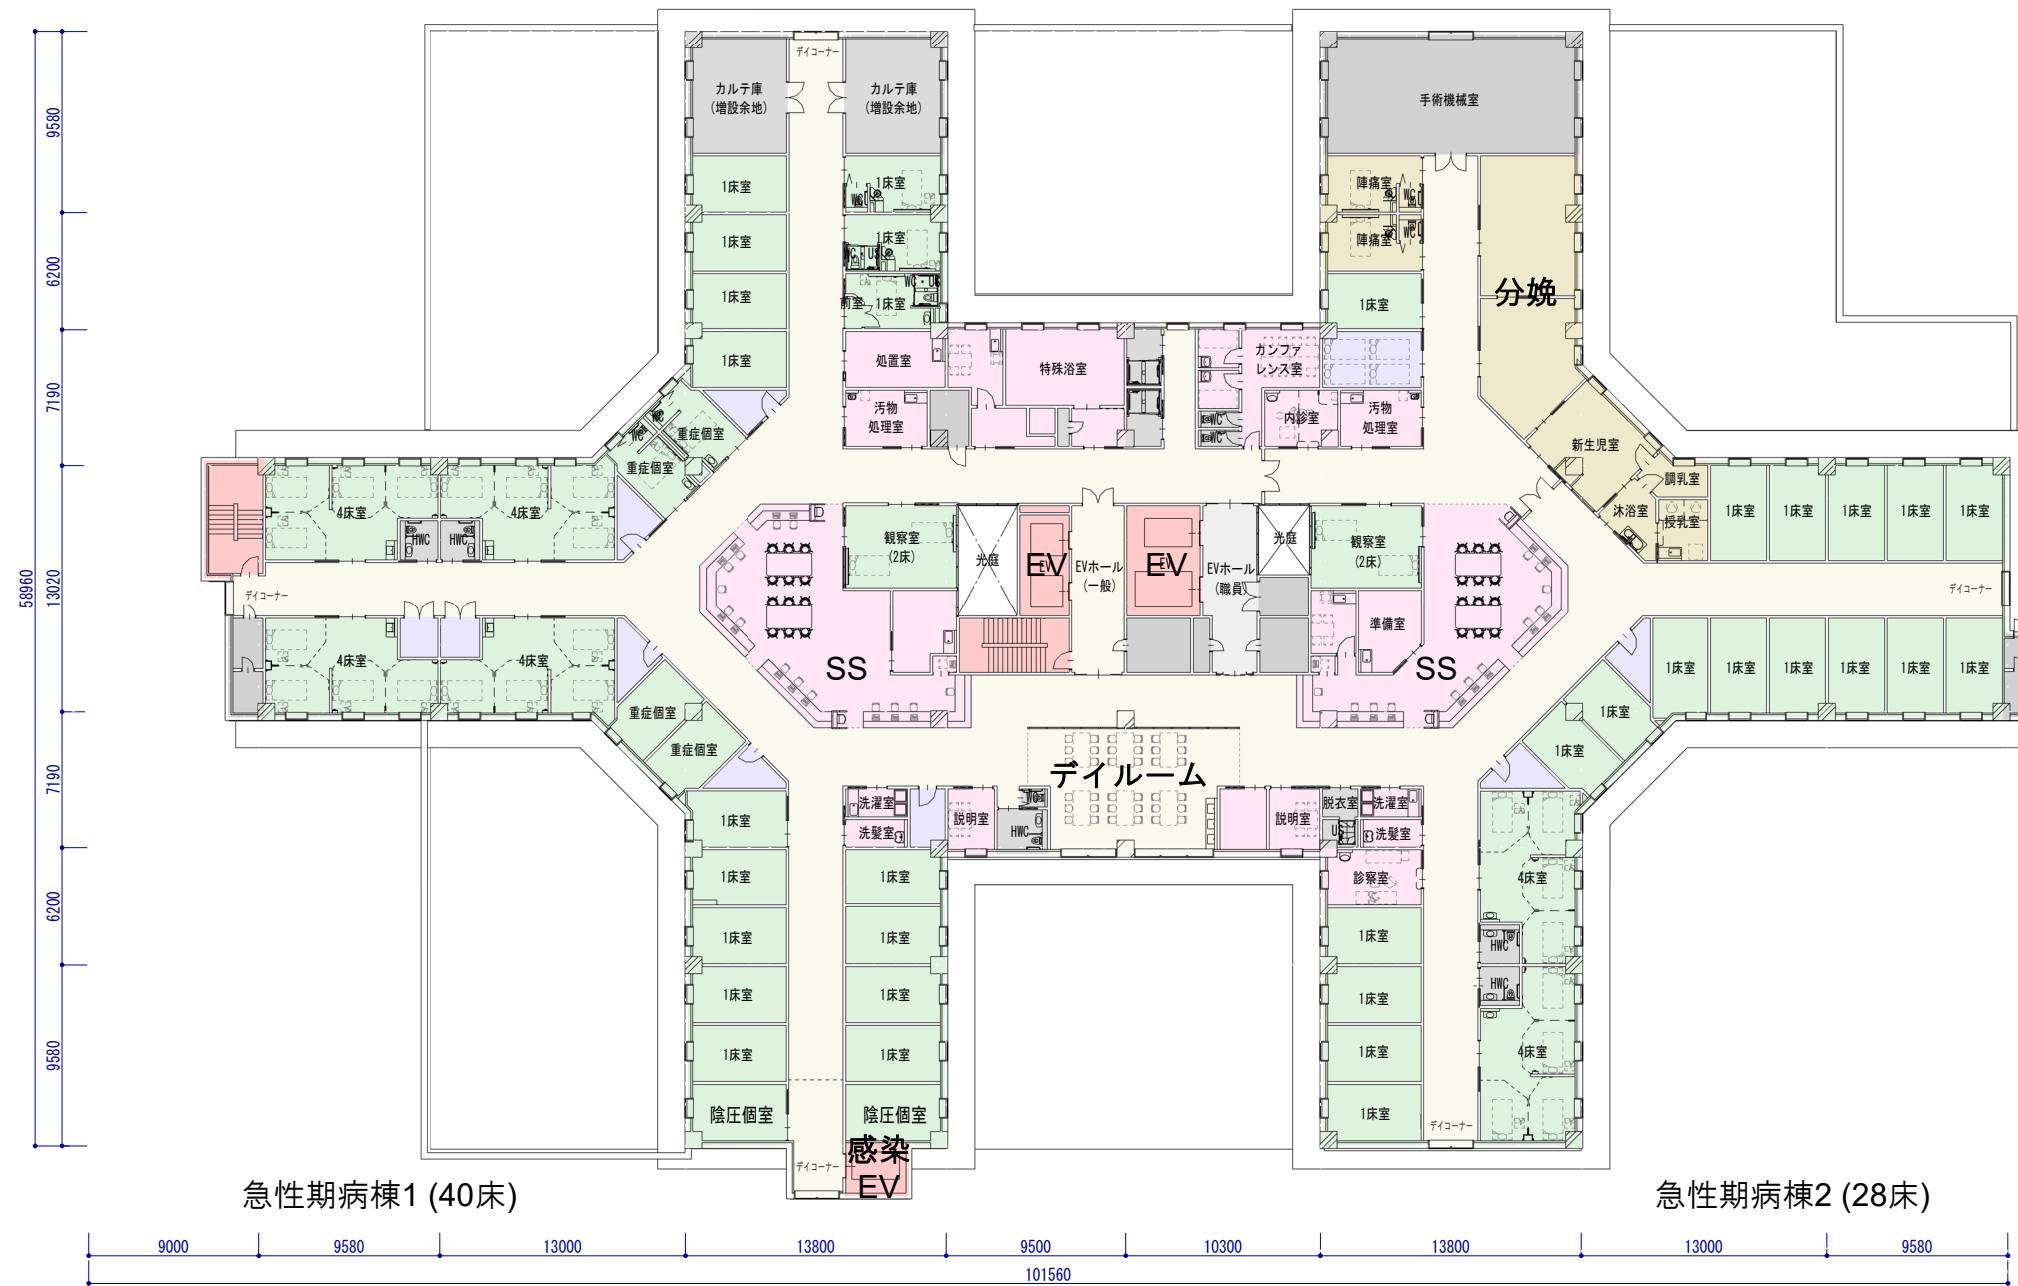 デイコーナー
カルテ庫
(増設余地)
カルテ庫
(増設余地)
手術機械室
9580
1床室
1床室
WC
陣痛室
WC
1床室
1床室
WC
US
陣痛室
WC
6200
分娩
1床室
前室
1床室
WC
US
1床室
1床室
処置室
特殊浴室
カンファ
レンス室
7190
汚物
処理室
WC
WC
内診室
汚物
処理室
WC
重症個室
WC
重症個室
新生児室
調乳室
沐浴室
授乳室
4床室
4床室
HWC
HWC
SS
観察室
(2床)
光庭
EV
EV
EVホール
(一般)
EV
EV
EVホール
(職員)
光庭
観察室
(2床)
SS
1床室
1床室
1床室
1床室
1床室
58960
13020
デイコーナー
デイコーナー
準備室
4床室
4床室
SS
SS
1床室
1床室
1床室
1床室
1床室
1床室
重症個室
重症個室
1床室
1床室
7190
デイルーム
1床室
洗濯室
洗髪室
説明室
WC
HWC
説明室
脱衣室
US
洗濯室
洗髪室
1床室
1床室
診察室
4床室
6200
1床室
1床室
1床室
HWC
HWC
1床室
1床室
1床室
9580
1床室
1床室
1床室
4床室
陰圧個室
陰圧個室
1床室
デイコーナー
デイコーナー
感染
EV
急性期病棟1 (40床)
急性期病棟2 (28床)
9000
9580
13000
13800
9500
10300
13800
13000
9580
101560